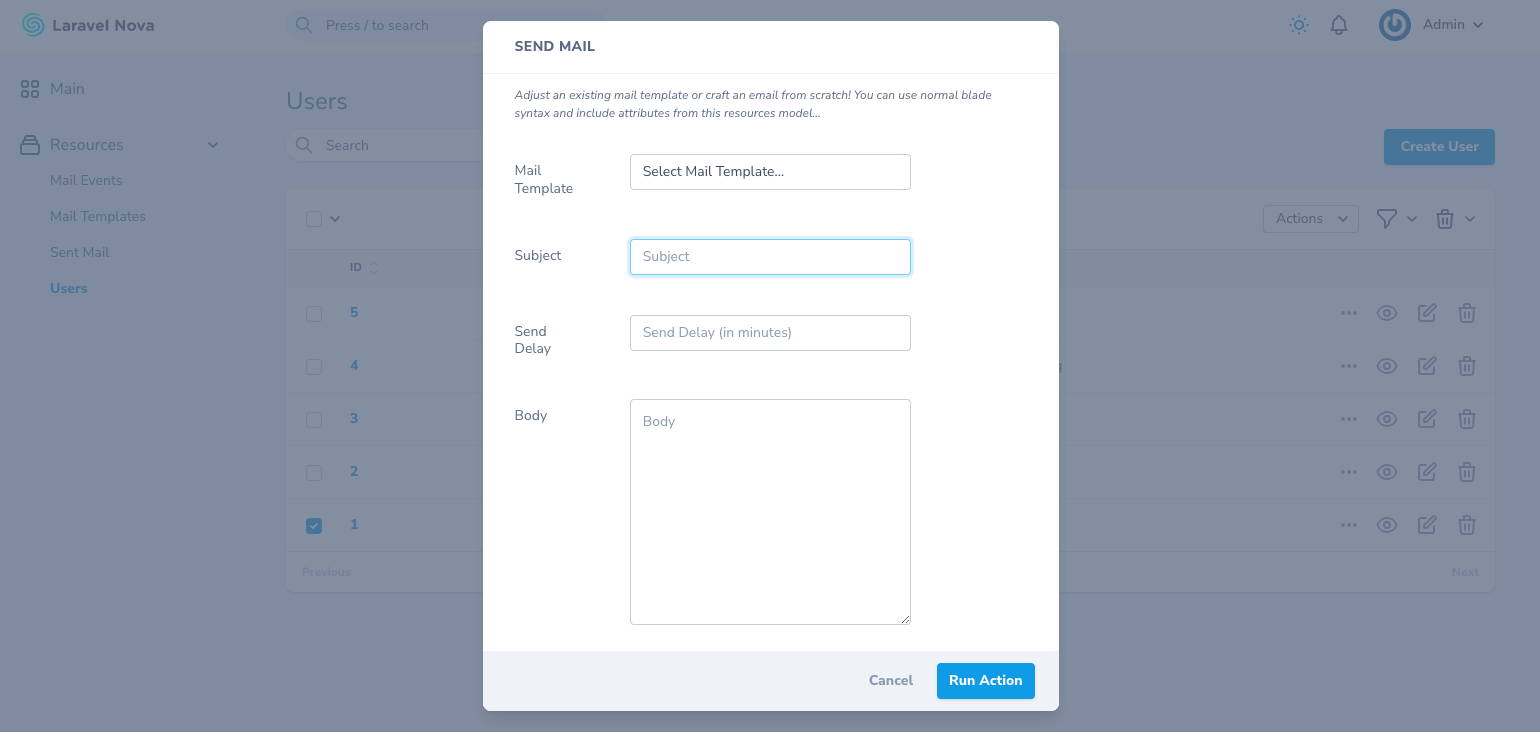 Laravel Nova
Press / to search
Admin
Main
Resources
Mail Events
Mail Templates
Sent Mail
Users
Users
Search
Create User
Actions
ID
5
4
3
2
1
Previous
Next
SEND MAIL
Adjust an existing mail template or craft an email from scratch! You can use normal blade
syntax and include attributes from this resources model...
Mail
Template
Select Mail Template...
Subject
Subject
Send
Delay
Send Delay (in minutes)
Body
Body
Cancel
Run Action